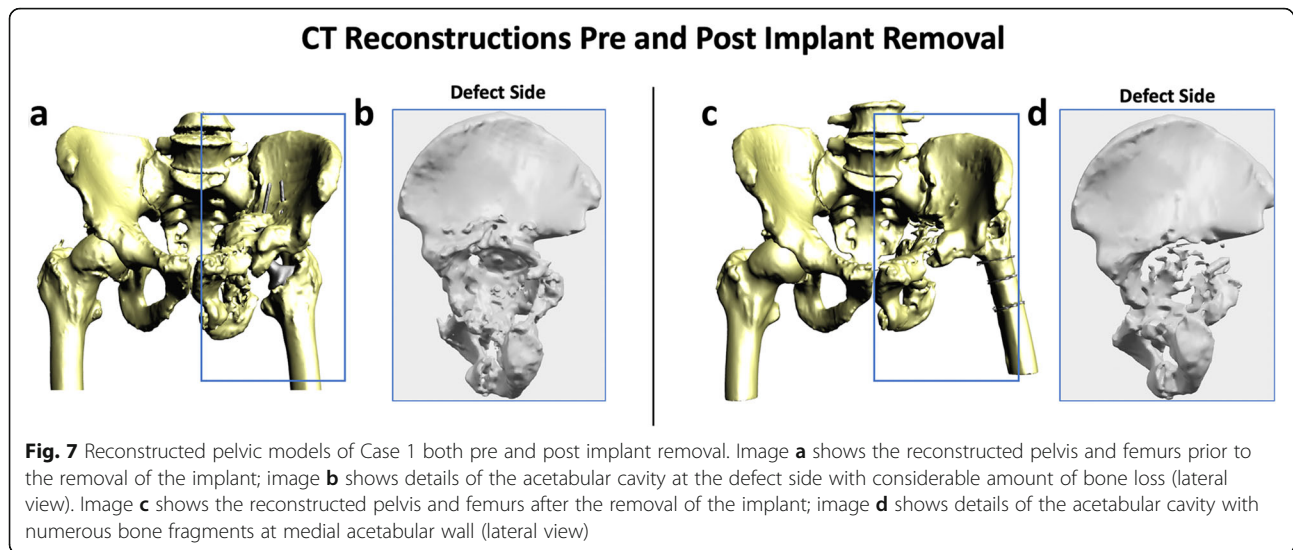 CT Reconstructions Pre and Post Implant Removal
a
b
Defect Side
c
d
Defect Side
Fig. 7 Reconstructed pelvic models of Case 1 both pre and post implant removal. Image a shows the reconstructed pelvis and femurs prior to
the removal of the implant; image b shows details of the acetabular cavity at the defect side with considerable amount of bone loss (lateral
view). Image c shows the reconstructed pelvis and femurs after the removal of the implant; image d shows details of the acetabular cavity with
numerous bone fragments at medial acetabular wall (lateral view)